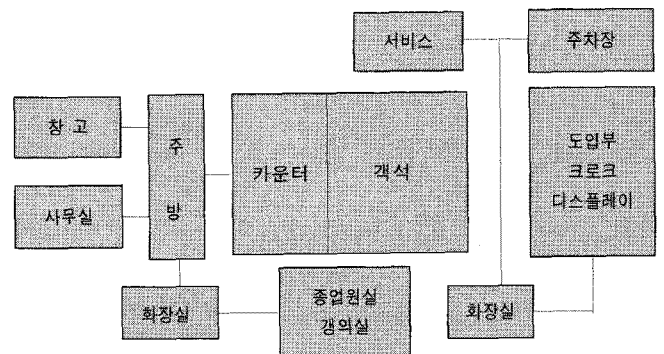 서비스
주차장
창 고
주
방
카운터
객석
도입부
크로크
디스플레이
사무실
화장실
종업원실
갱의실
화장실